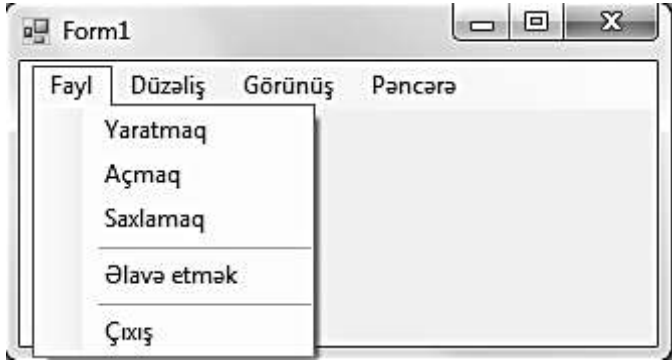 Form1
Fayl Düzəliş Görünüş Pəncərə
Yaratmaq
Açmaq
Saxlamaq
Əlavə etmək
Çıxış